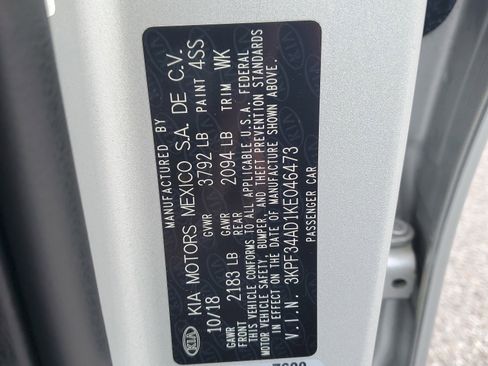 MANUFACTURED BY
KIA KIA MOTORS MEXICO S.A. DE C.V.
10/18 GVWR 3792 LB PAINT 4SS
GAWR FRONT 2183 LB GAWR REAR 2094 LB TRIM WK
THIS VEHICLE CONFORMS TO ALL APPLICABLE U.S.A. FEDERAL
MOTOR VEHICLE SAFETY, BUMPER, AND THEFT PREVENTION STANDARDS
IN EFFECT ON THE DATE OF MANUFACTURE SHOWN ABOVE.
V.I.N. 3KPF34AD1KE046473
PASSENGER CAR